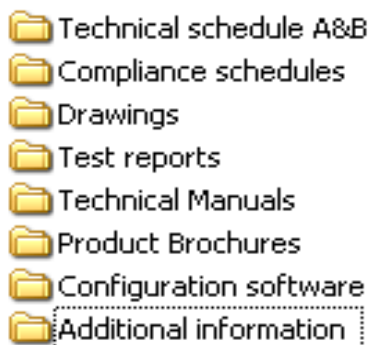 Technical schedule A&B
Compliance schedules
Drawings
Test reports
Technical Manuals
Product Brochures
Configuration software
Additional information